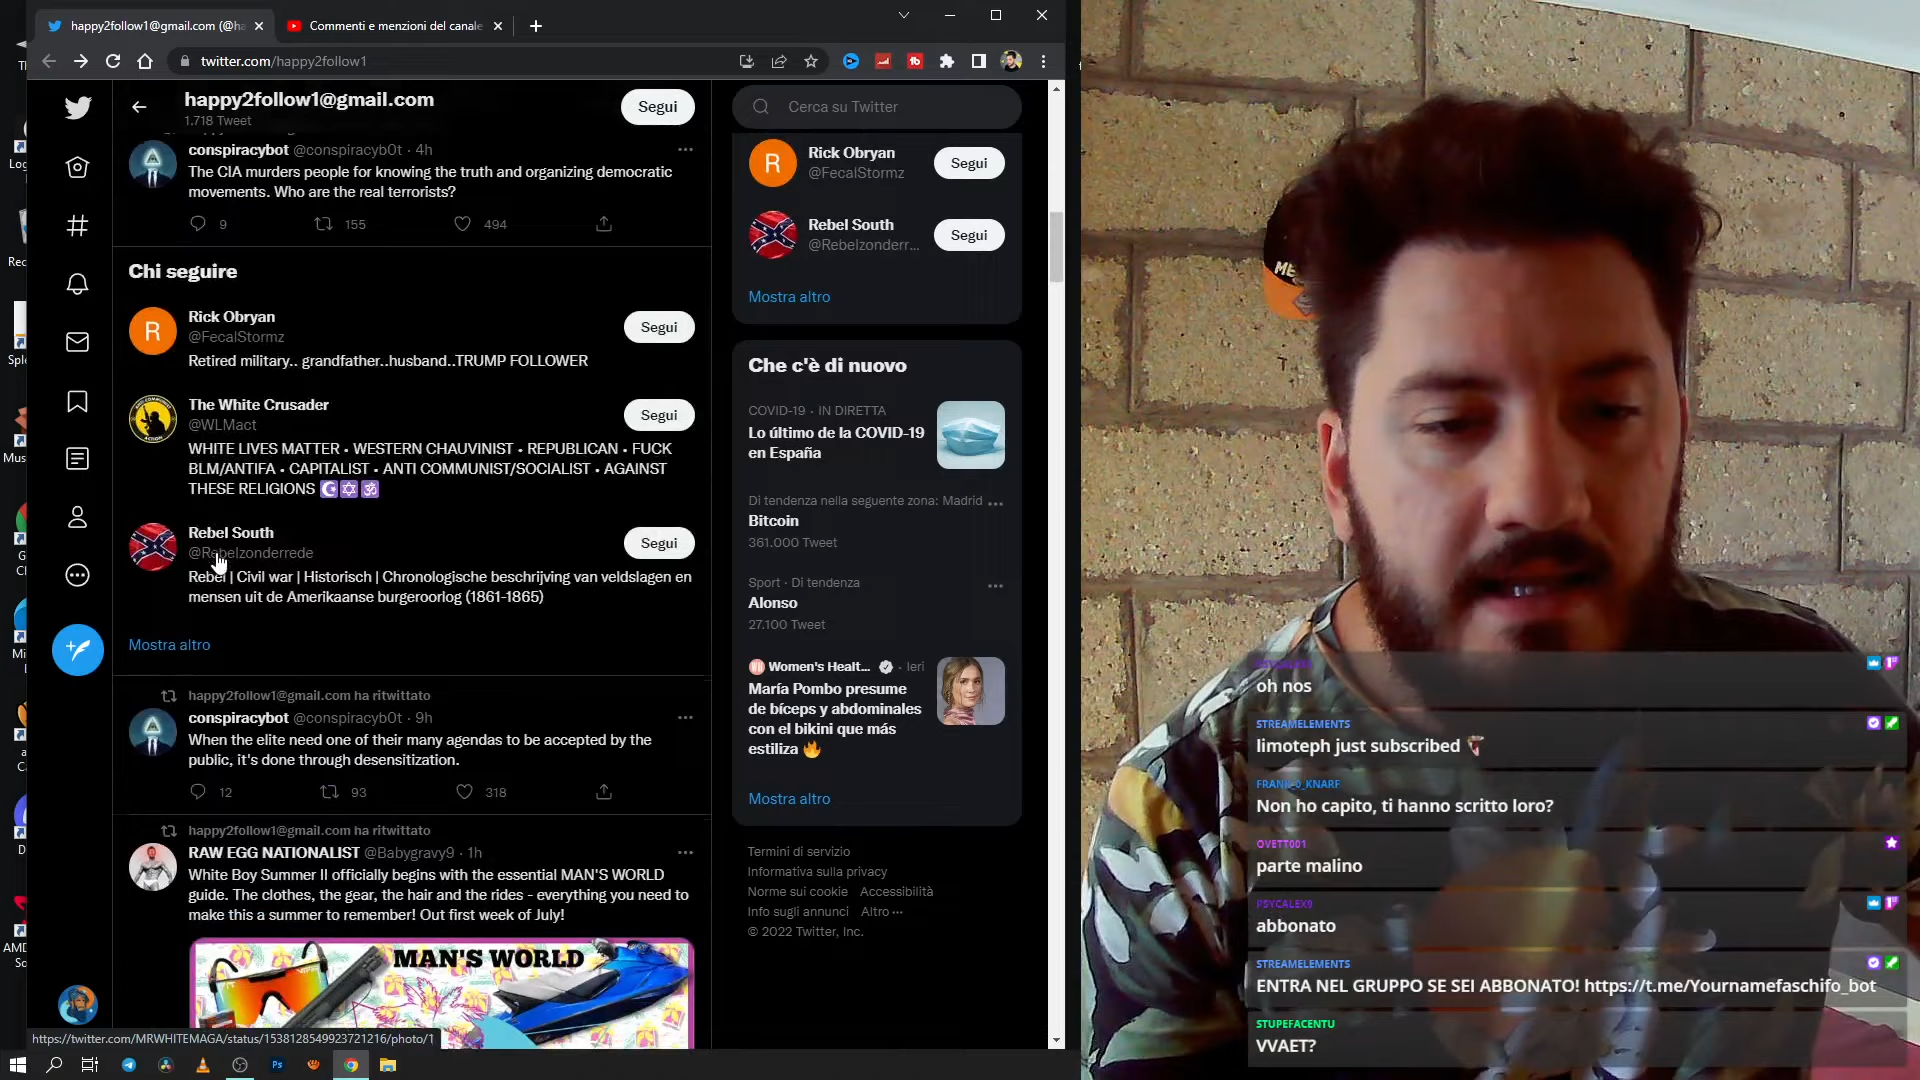 happy2follow1@gmail.com (@ha
Commenti e menzioni del canale
twitter.com/happy2follow1
happy2follow1@gmail.com
1.718 Tweet
Segui
conspiracybot @conspiracyb0t · 4h
The CIA murders people for knowing the truth and organizing democratic
movements. Who are the real terrorists?
9
155
494
Chi seguire
Rick Obryan
@FecalStormz
Segui
Retired military.. grandfather..husband..TRUMP FOLLOWER
The White Crusader
@WLMact
Segui
WHITE LIVES MATTER • WESTERN CHAUVINIST • REPUBLICAN • FUCK
BLM/ANTIFA • CAPITALIST • ANTI COMMUNIST/SOCIALIST • AGAINST
THESE RELIGIONS ☪️✡️🕉️
Rebel South
@Rebelzonderrede
Segui
Rebel | Civil war | Historisch | Chronologische beschrijving van veldslagen en
mensen uit de Amerikaanse burgeroorlog (1861-1865)
Mostra altro
happy2follow1@gmail.com ha ritwittato
conspiracybot @conspiracyb0t · 9h
When the elite need one of their many agendas to be accepted by the
public, it's done through desensitization.
12
93
318
happy2follow1@gmail.com ha ritwittato
RAW EGG NATIONALIST @Babygravy9 · 1h
White Boy Summer II officially begins with the essential MAN'S WORLD
guide. The clothes, the gear, the hair and the rides - everything you need to
make this a summer to remember! Out first week of July!
MAN'S WORLD
https://twitter.com/MRWHITEMAGA/status/1538128549923721216/photo/1
Cerca su Twitter
R
Rick Obryan
@FecalStormz
Segui
Rebel South
@Rebelzonderr...
Segui
Mostra altro
Che c'è di nuovo
COVID-19 · IN DIRETTA
Lo último de la COVID-19
en España
Di tendenza nella seguente zona: Madrid
Bitcoin
361.000 Tweet
Sport · Di tendenza
Alonso
27.100 Tweet
Women's Healt... · Ieri
María Pombo presume
de bíceps y abdominales
con el bikini que más
estiliza 🔥
Mostra altro
Termini di servizio
Informativa sulla privacy
Norme sui cookie Accessibilità
Info sugli annunci Altro ···
© 2022 Twitter, Inc.
PSYCALEX9
oh nos
STREAMELEMENTS
limoteph just subscribed
Non ho capito, ti hanno scritto loro?
OVETT001
parte malino
PSYCALEX9
abbonato
STREAMELEMENTS
ENTRA NEL GRUPPO SE SEI ABBONATO! https://t.me/Yournamefaschifo_bot
STUPEFACENTU
VVAET?